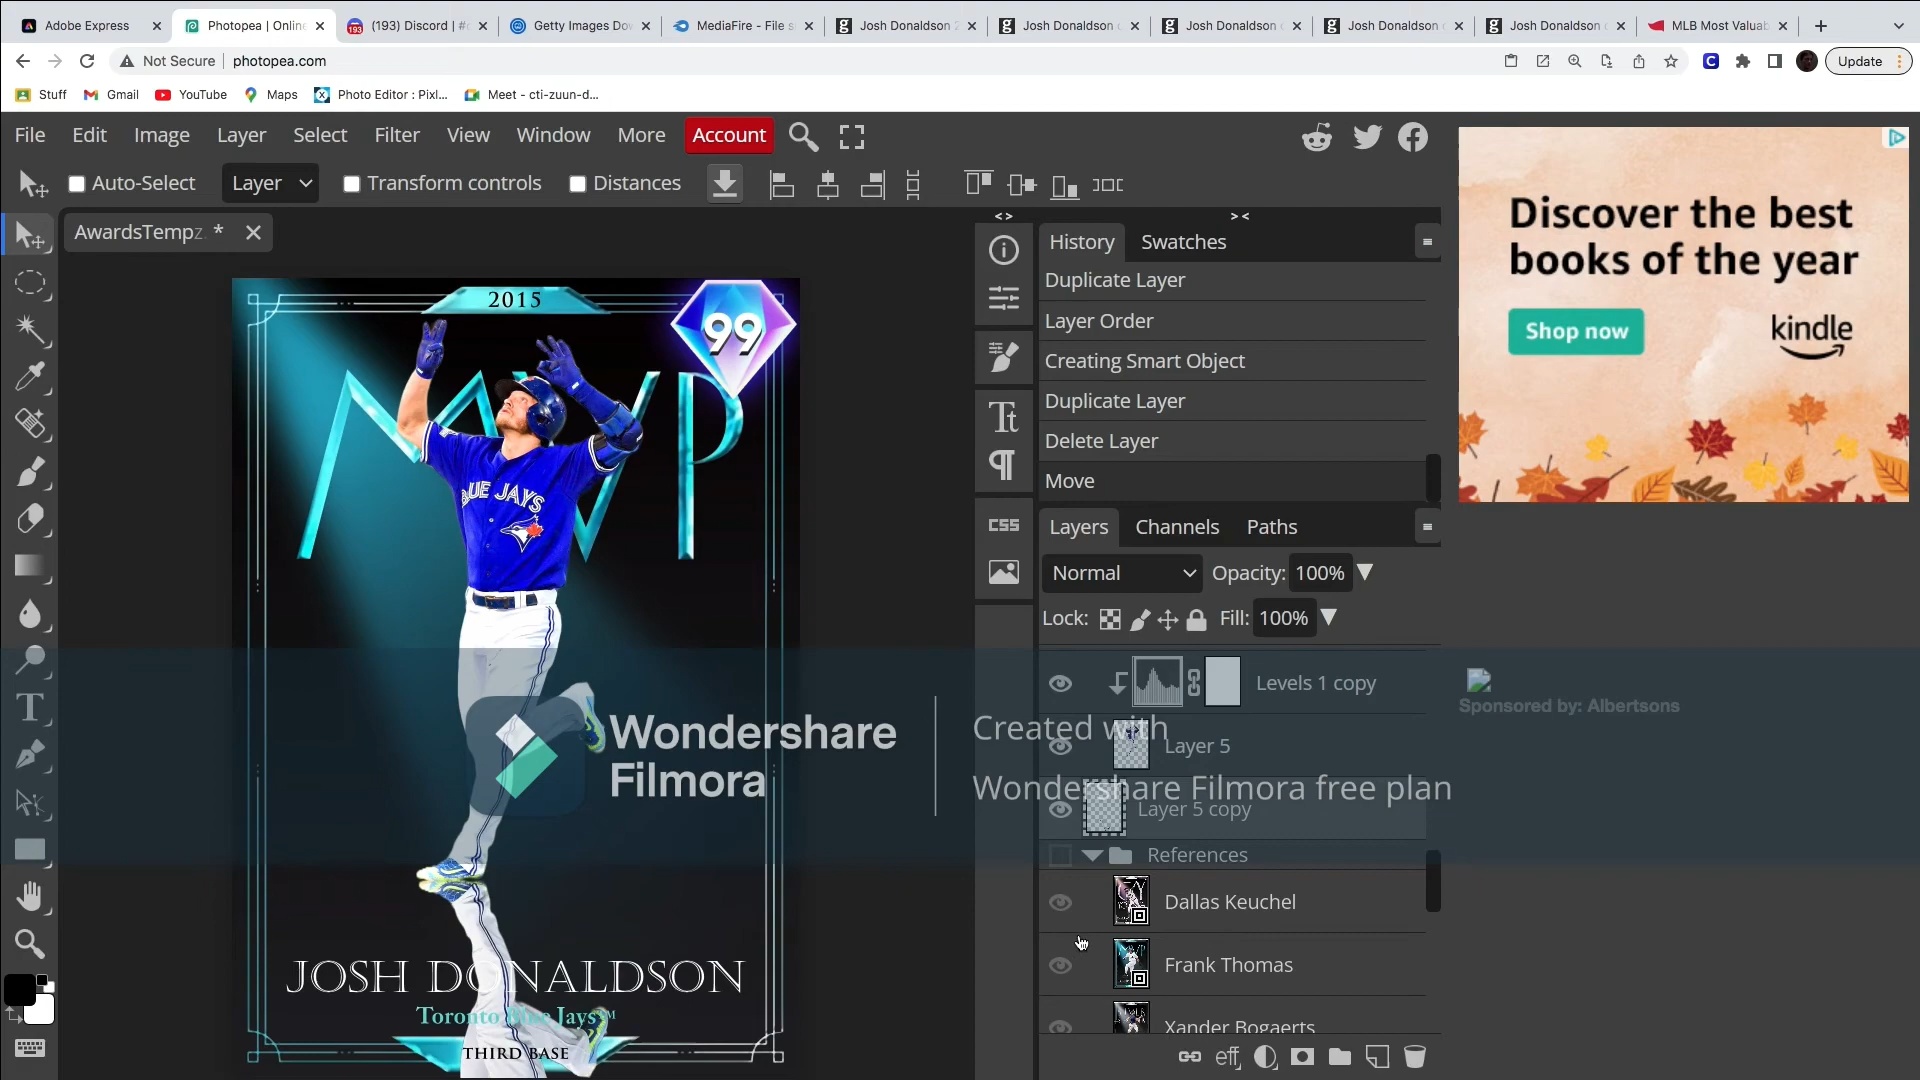 Adobe Express
Photopea | Online
(193) Discord | #c
Getty Images Dow
MediaFire - File s
Josh Donaldson 2
Josh Donaldson c
Josh Donaldson c
Josh Donaldson c
Josh Donaldson c
MLB Most Valuab
Not Secure | photopea.com
Update
Stuff
Gmail
YouTube
Maps
Photo Editor : Pixl...
Meet - cti-zuun-d...
File Edit Image Layer Select Filter View Window More Account
Auto-Select Layer Transform controls Distances
AwardsTempz *
History Swatches
Duplicate Layer
Layer Order
Creating Smart Object
Duplicate Layer
Delete Layer
Move
Layers Channels Paths
Normal Opacity: 100%
Lock: Fill: 100%
Levels 1 copy
Layer 5
Layer 5 copy
References
Dallas Keuchel
Frank Thomas
Xander Bogaerts
CSS
eff
2015
99
MVP
BLUE JAYS
JOSH DONALDSON
Toronto Blue Jays™
THIRD BASE
Wondershare
Filmora
Created with
Wondershare Filmora free plan
Discover the best
books of the year
Shop now
kindle
Sponsored by: Albertsons